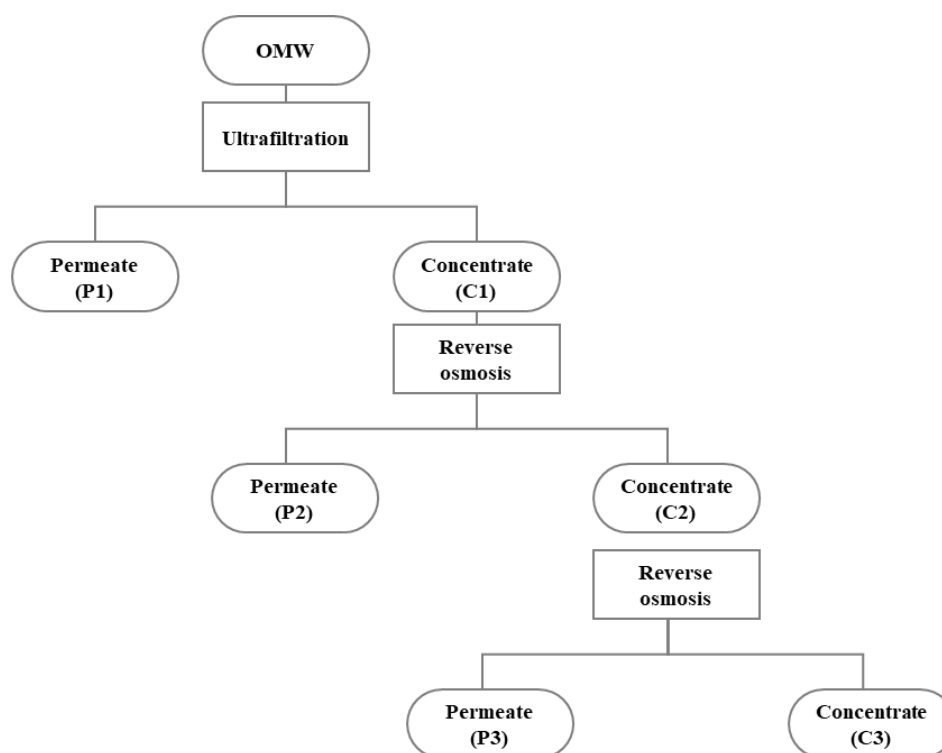 OMW
Ultrafiltration
Permeate
(P1)
Concentrate
(C1)
Reverse
osmosis
Permeate
(P2)
Concentrate
(C2)
Reverse
osmosis
Permeate
(P3)
Concentrate
(C3)